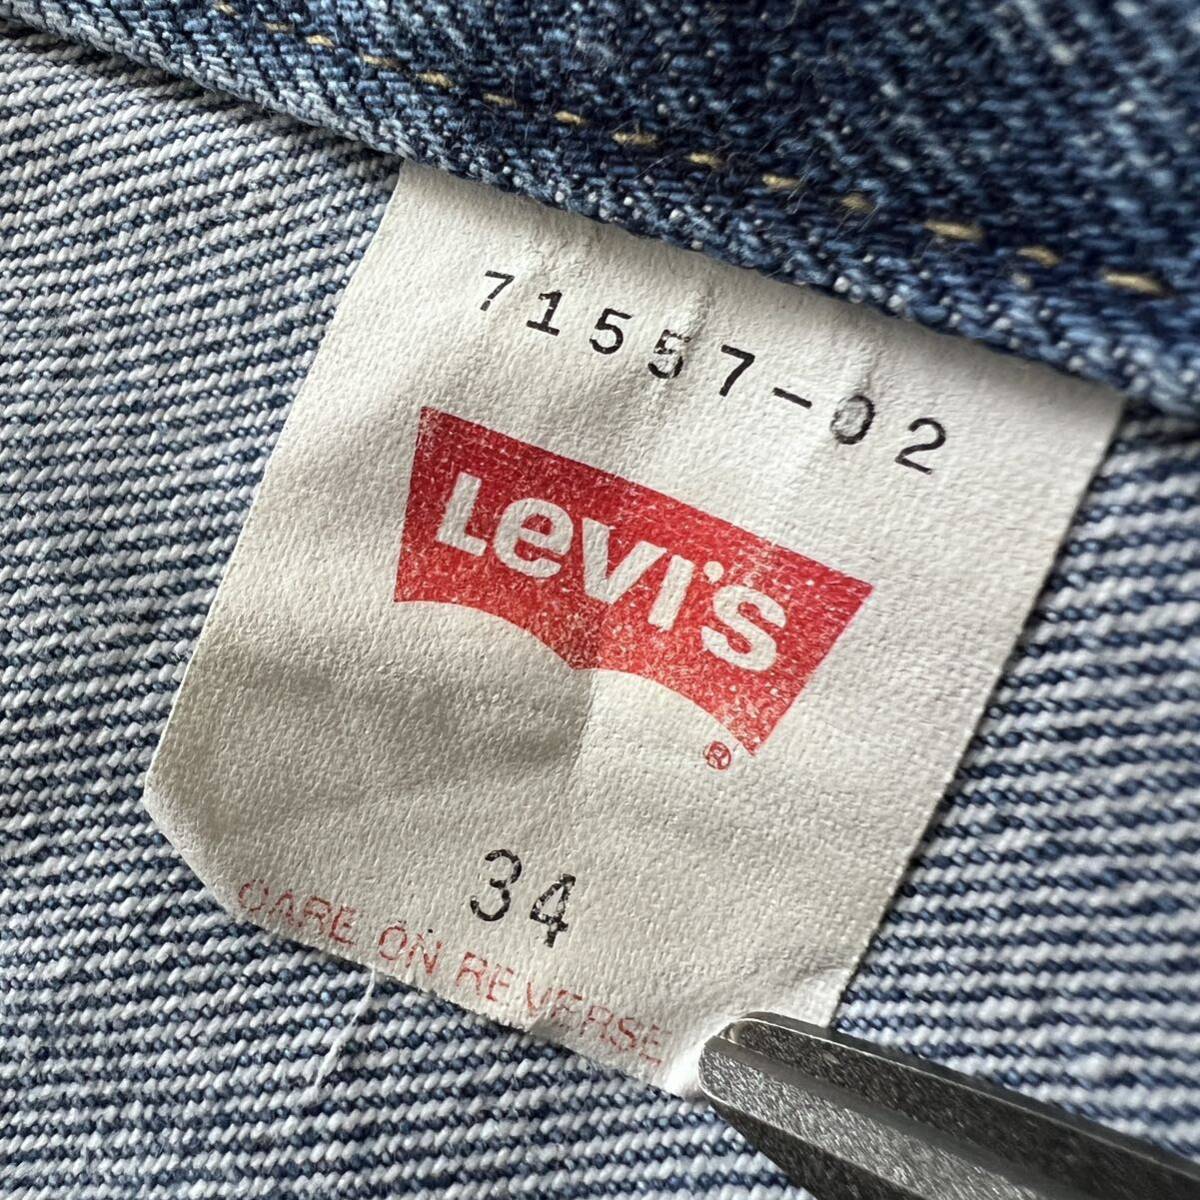 71557-02
Levi's
®
34
CARE ON REVERSE